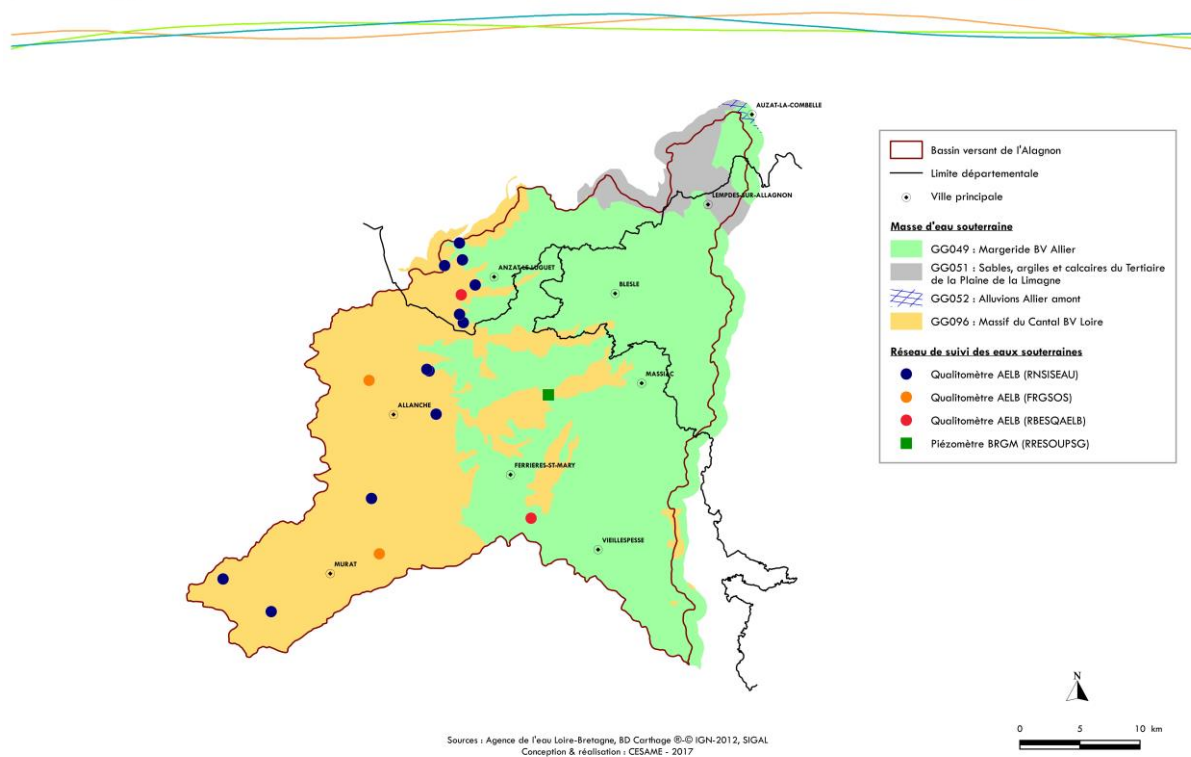 AUZAT-LA-COMBELLE
LEMPDES-SUR-ALLAGNON
ANZAT-LE-LUGUET
BLESLE
MASSIAC
ALLANCHE
FERRIERES-ST-MARY
VIEILLESPESSE
MURAT
Bassin versant de l'Alagnon
Limite départementale
Ville principale
Masse d'eau souterraine
GG049 : Margeride BV Allier
GG051 : Sables, argiles et calcaires du Tertiaire
de la Plaine de la Limagne
GG052 : Alluvions Allier amont
GG096 : Massif du Cantal BV Loire
Réseau de suivi des eaux souterraines
Qualitomètre AELB (RNSISEAU)
Qualitomètre AELB (FRGSOS)
Qualitomètre AELB (RBESQAELB)
Piézomètre BRGM (RRESOUPSG)
N
0 5 10 km
Sources : Agence de l'eau Loire-Bretagne, BD Carthage ®-© IGN-2012, SIGAL
Conception & réalisation : CESAME - 2017